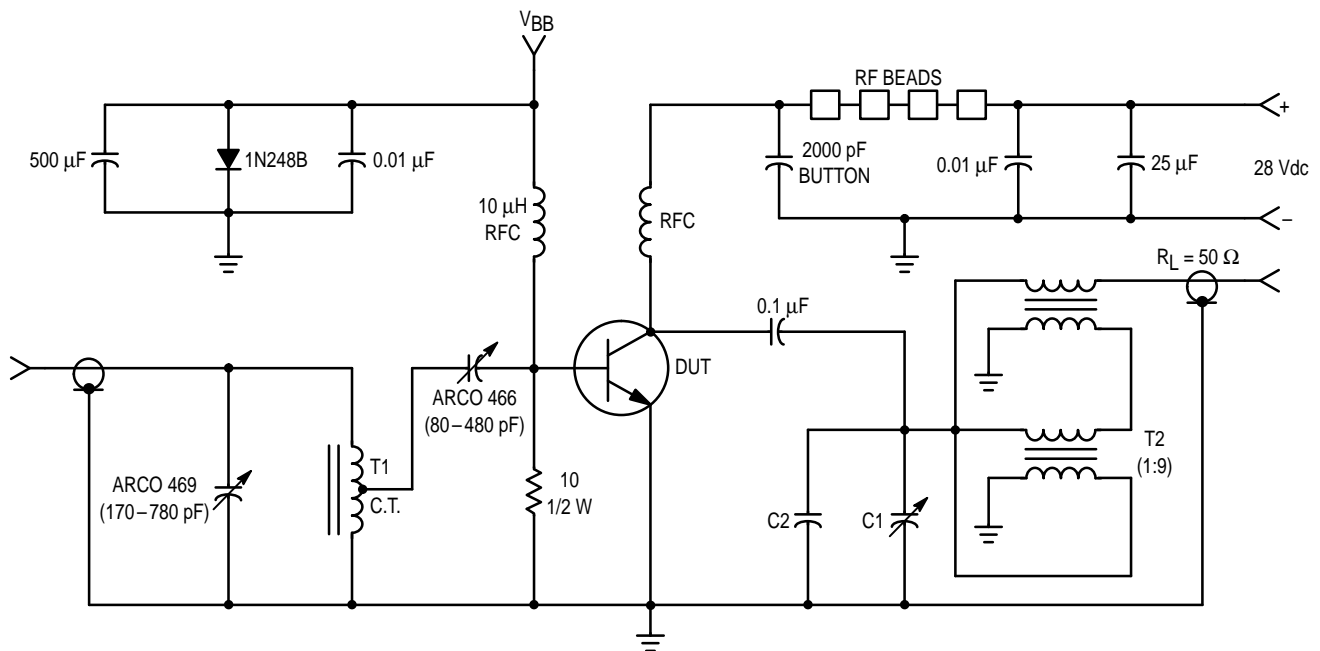 V_BB
RF BEADS
+
500 μF
1N248B
0.01 μF
2000 pF
BUTTON
0.01 μF
25 μF
28 Vdc
10 μH
RFC
RFC
–
R_L = 50 Ω
0.1 μF
DUT
ARCO 466
(80–480 pF)
T1
C.T.
ARCO 469
(170–780 pF)
10
1/2 W
T2
(1:9)
C2
C1